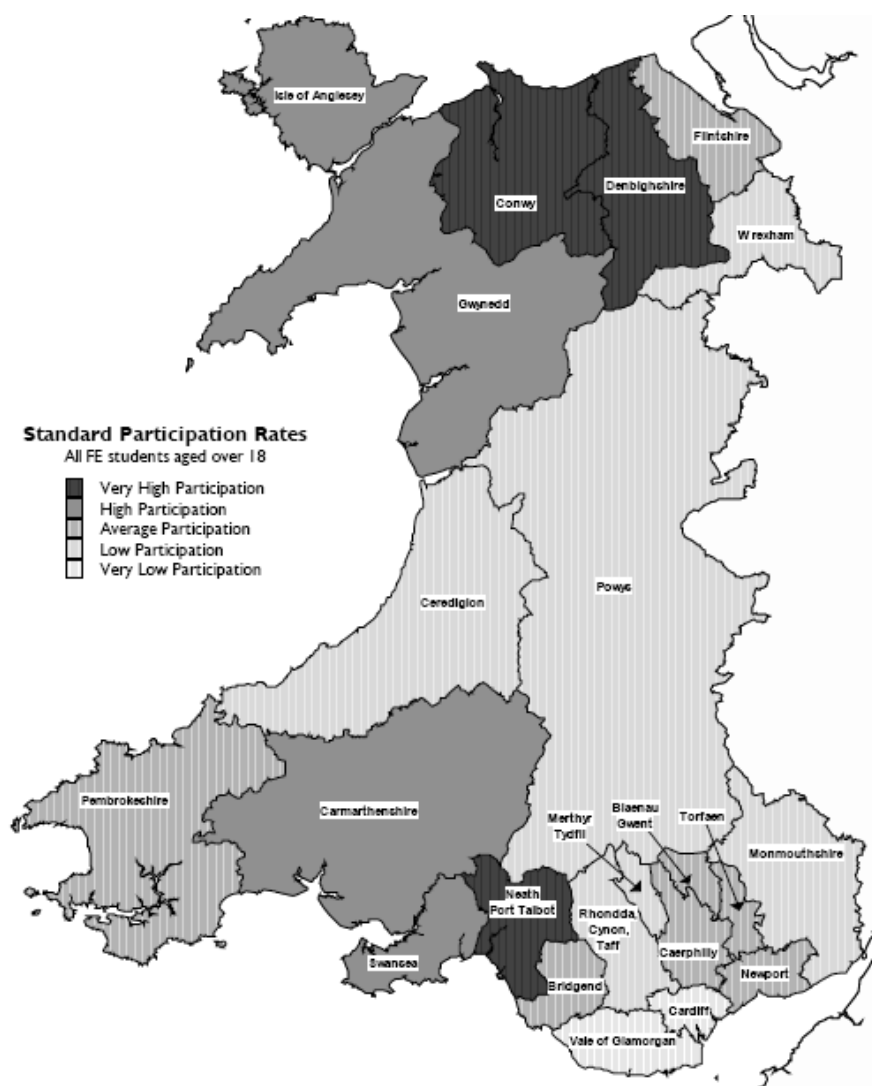 Isle of Anglesey
Flintshire
Conwy
Denbighshire
Wrexham
Gwynedd
Standard Participation Rates
All FE students aged over 18
Very High Participation
High Participation
Average Participation
Low Participation
Very Low Participation
Ceredigion
Powys
Pembrokeshire
Carmarthenshire
Merthyr
Tydfil
Blaenau
Gwent
Torfaen
Monmouthshire
Neath
Port Talbot
Rhondda,
Cynon,
Taff
Caerphilly
Swansea
Bridgend
Newport
Cardiff
Vale of Glamorgan